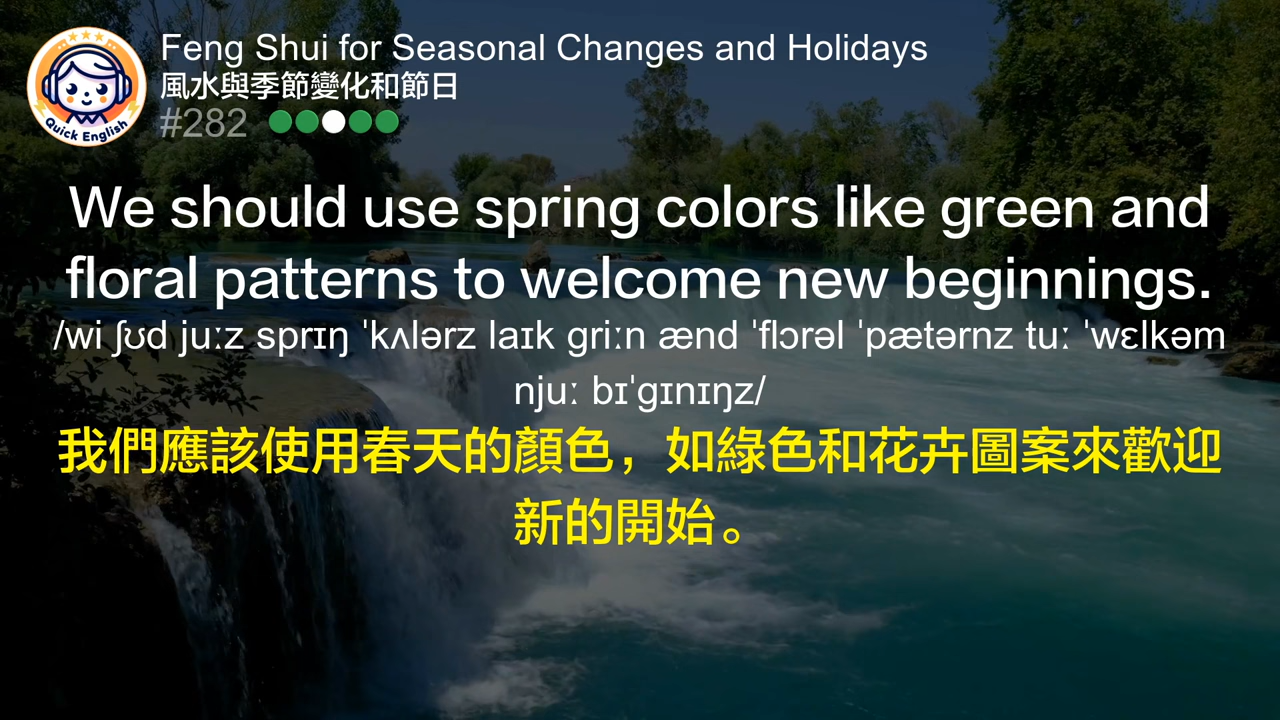 Quick English
Feng Shui for Seasonal Changes and Holidays
風水與季節變化和節日
#282
We should use spring colors like green and
floral patterns to welcome new beginnings.
/wi ʃʊd juːz sprɪŋ ˈkʌlərz laɪk ɡriːn ænd ˈflɔrəl ˈpætərnz tuː ˈwɛlkəm
njuː bɪˈɡɪnɪŋz/
我們應該使用春天的顏色，如綠色和花卉圖案來歡迎
新的開始。